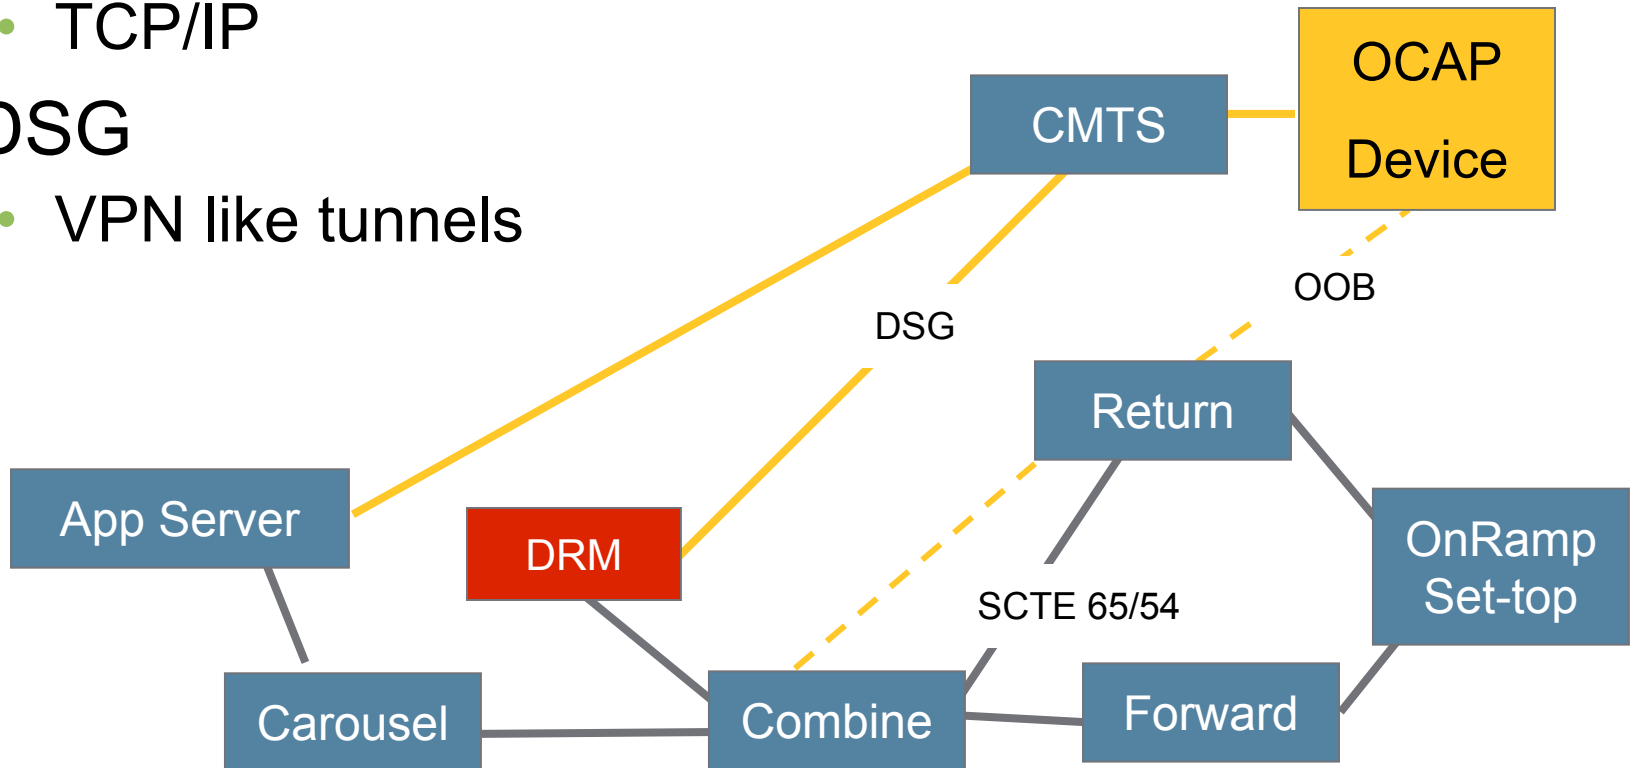 • TCP/IP
DSG
• VPN like tunnels
OCAP
Device
CMTS
OOB
DSG
Return
App Server
DRM
OnRamp
Set-top
SCTE 65/54
Carousel
Combine
Forward